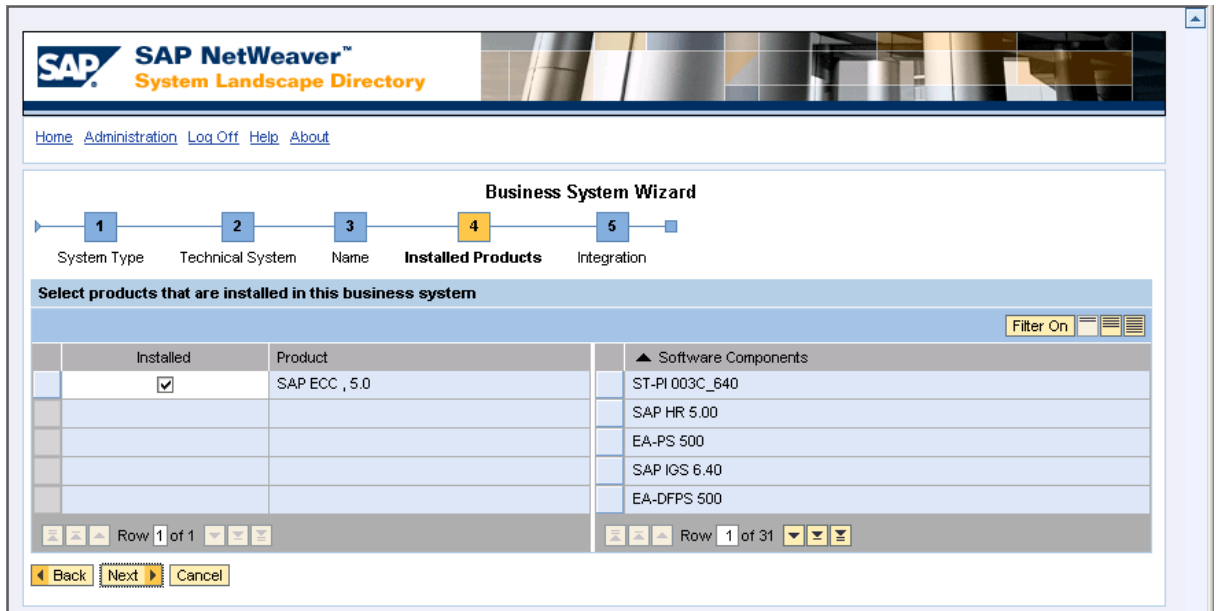 SAP
SAP NetWeaver™
System Landscape Directory
Home Administration Log Off Help About
Business System Wizard
1 2 3 4 5
System Type Technical System Name Installed Products Integration
Select products that are installed in this business system
Filter On
Installed Product Software Components
SAP ECC , 5.0 ST-PI 003C_640
SAP HR 5.00
EA-PS 500
SAP IGS 6.40
EA-DFPS 500
Row 1 of 1 Row 1 of 31
Back Next Cancel